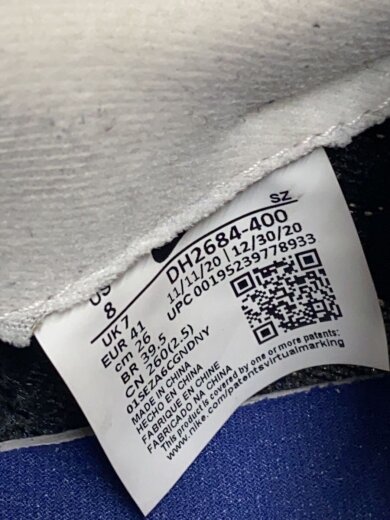 SZ
US 8
UK 7
EUR 41
cm 26
BR 39.5
CN 260(2.5)
DH2684-400
11/11/20 | 12/30/20
UPC 00195239778933
MADE IN CHINA
HECHO EN CHINA
FABRIQUE EN CHINE
FABRICADO NA CHINA
This product is covered by one or more patents:
www.nike.com/patentsvirtualmarking